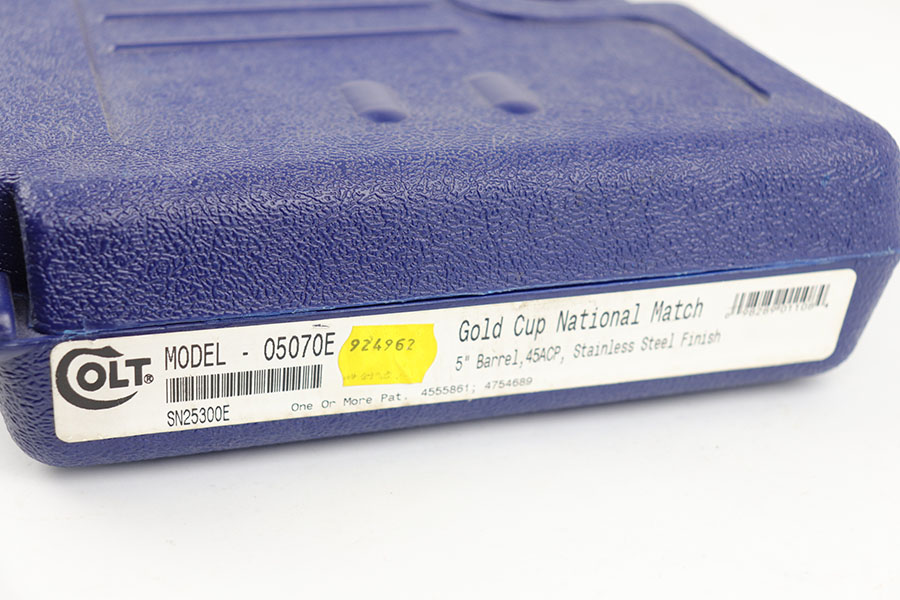 COLT®
MODEL - 05070E
SN25300E
924962
Gold Cup National Match
5" Barrel,45ACP, Stainless Steel Finish
One Or More Pat. 4555861; 4754689